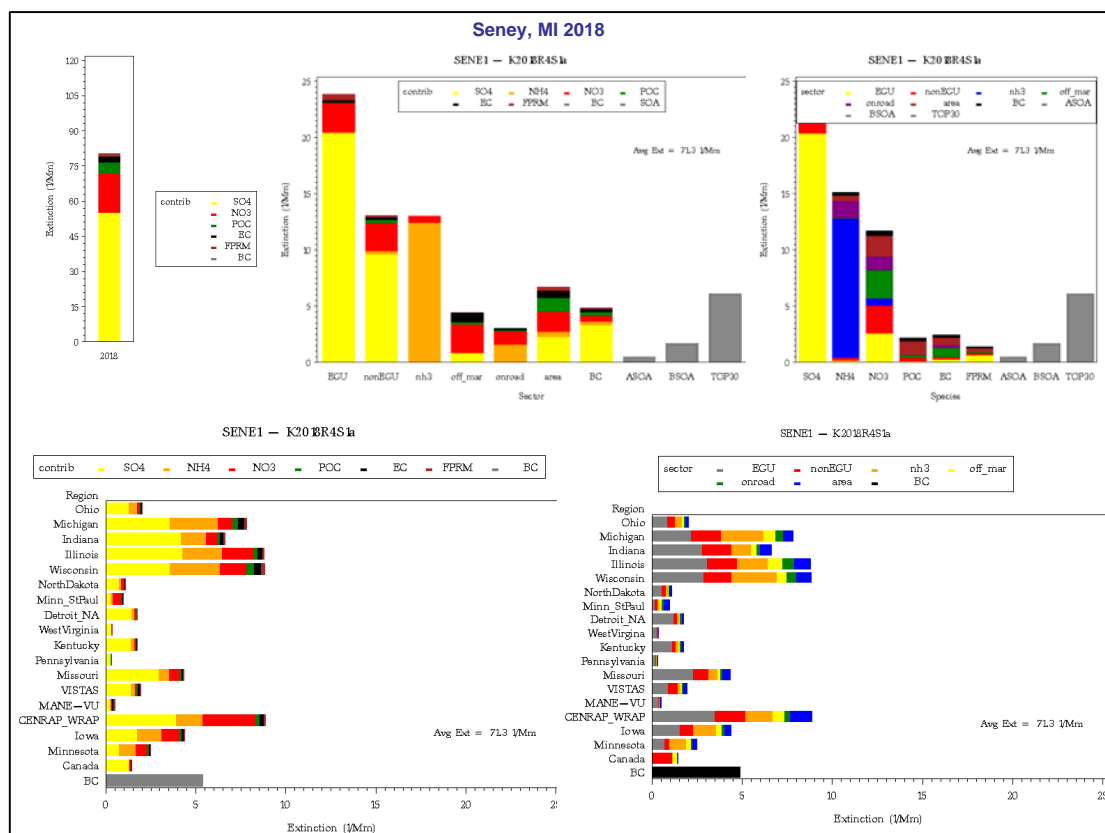 Seney, MI 2018
120
105
90
75
60
45
30
15
0
Extinction (1/Mm)
2018
contrib
SO4
NO3
POC
EC
FPRM
BC
SENE1 — K2018R4S1a
contrib SO4 NH4 NO3 POC
EC FPRM BC SOA
Avg Ext = 71.3 1/Mm
25
20
15
10
5
0
Extinction (1/Mm)
EGU nonEGU nh3 off_mar onroad area BC ASOA BSOA TOP30
Sector
SENE1 — K2018R4S1a
sector EGU nonEGU nh3 off_mar
onroad area BC ASOA
BSOA TOP30
Avg Ext = 71.3 1/Mm
25
20
15
10
5
0
Extinction (1/Mm)
SO4 NH4 NO3 POC EC FPRM ASOA BSOA TOP30
Species
SENE1 — K2018R4S1a
contrib SO4 NH4 NO3 POC EC FPRM BC
Region
Ohio
Michigan
Indiana
Illinois
Wisconsin
NorthDakota
Minn_StPaul
Detroit_NA
WestVirginia
Kentucky
Pennsylvania
Missouri
VISTAS
MANE—VU
CENRAP_WRAP
Iowa
Minnesota
Canada
BC
Avg Ext = 71.3 1/Mm
0 5 10 15 20 25
Extinction (1/Mm)
SENE1 — K2018R4S1a
sector EGU nonEGU nh3 off_mar
onroad area BC
Region
Ohio
Michigan
Indiana
Illinois
Wisconsin
NorthDakota
Minn_StPaul
Detroit_NA
WestVirgina
Kentucky
Pennsylvania
Missouri
VISTAS
MANE—VU
CENRAP_WRAP
Iowa
Minnesota
Canada
BC
Avg Ext = 71.3 1/Mm
0 5 10 15 20 25
Extinction (1/Mm)